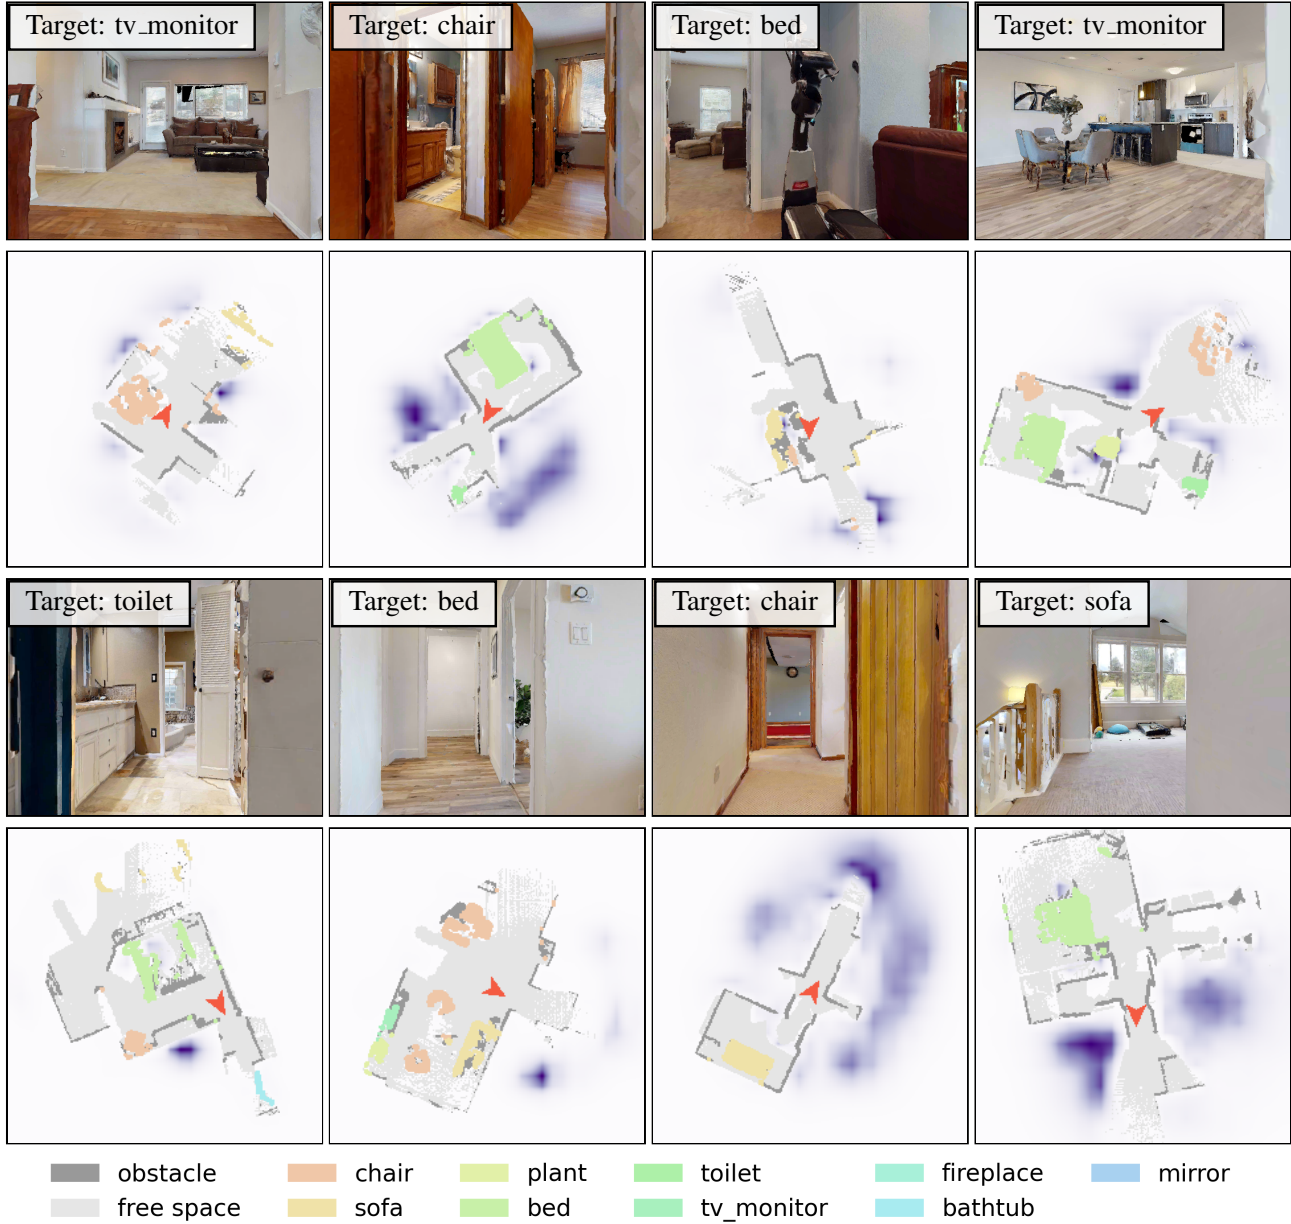 Target: tv_monitor
Target: chair
Target: bed
Target: tv_monitor
Target: toilet
Target: bed
Target: chair
Target: sofa
obstacle
chair
plant
toilet
fireplace
mirror
free space
sofa
bed
tv_monitor
bathtub